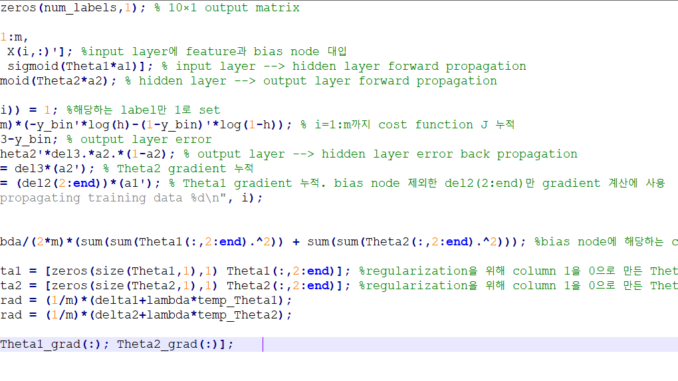 zeros(num_labels,1); % 10×1 output matrix
1:m,
X(i,:)']; %input layer에 feature과 bias node 대입
sigmoid(Theta1*a1)]; % input layer --> hidden layer forward propagation
moid(Theta2*a2); % hidden layer --> output layer forward propagation
i)) = 1; %해당하는 label만 1로 set
m)*(-y_bin'*log(h)-(1-y_bin)'*log(1-h)); % i=1:m까지 cost function J 누적
3-y_bin; % output layer error
heta2'*del3.*a2.*(1-a2); % output layer --> hidden layer error back propagation
= del3*(a2'); % Theta2 gradient 누적
= (del2(2:end))*(a1'); % Theta1 gradient 누적. bias node 제외한 del2(2:end)만 gradient 계산에 사용
propagating training data %d\n", i);
bda/(2*m)*(sum(sum(Theta1(:,2:end).^2)) + sum(sum(Theta2(:,2:end).^2))); %bias node에 해당하는 c
ta1 = [zeros(size(Theta1,1),1) Theta1(:,2:end)]; %regularization을 위해 column 1을 0으로 만든 Thet
ta2 = [zeros(size(Theta2,1),1) Theta2(:,2:end)]; %regularization을 위해 column 1을 0으로 만든 Thet
rad = (1/m)*(delta1+lambda*temp_Theta1);
rad = (1/m)*(delta2+lambda*temp_Theta2);
Theta1_grad(:); Theta2_grad(:)];